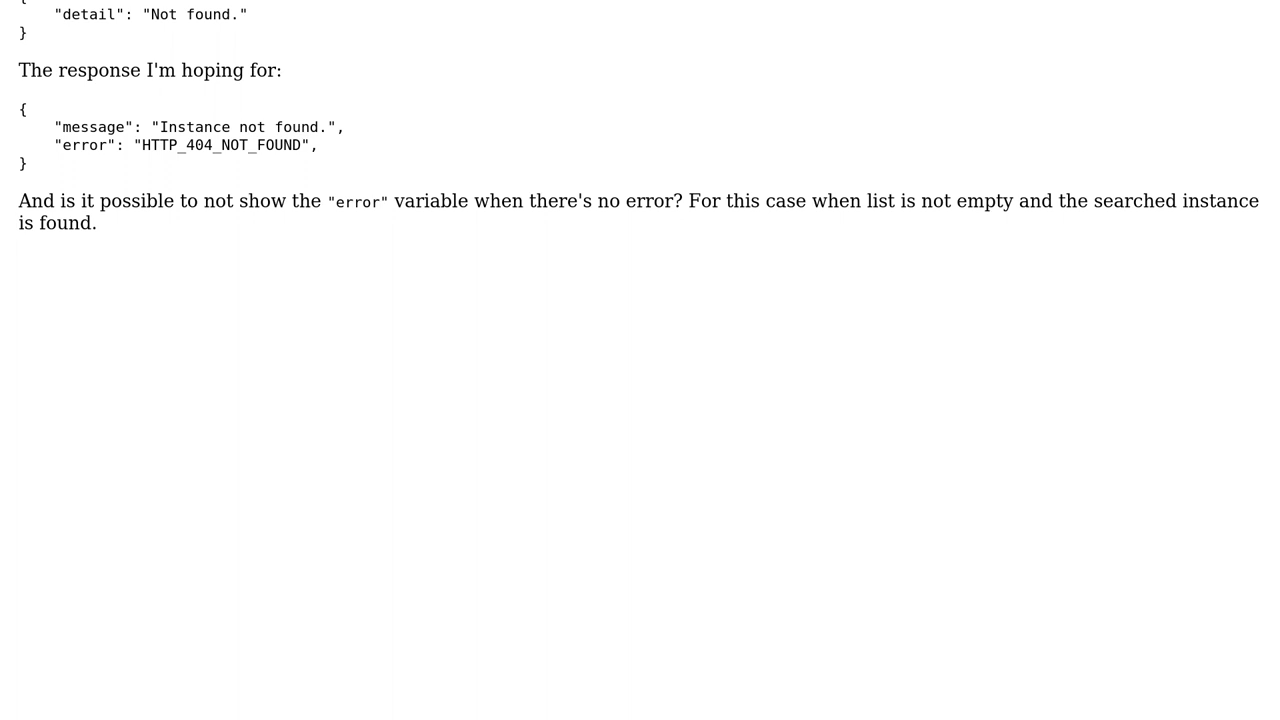 {
    "detail": "Not found."
}
The response I'm hoping for:
{
    "message": "Instance not found.",
    "error": "HTTP_404_NOT_FOUND",
}
And is it possible to not show the "error" variable when there's no error? For this case when list is not empty and the searched instance
is found.